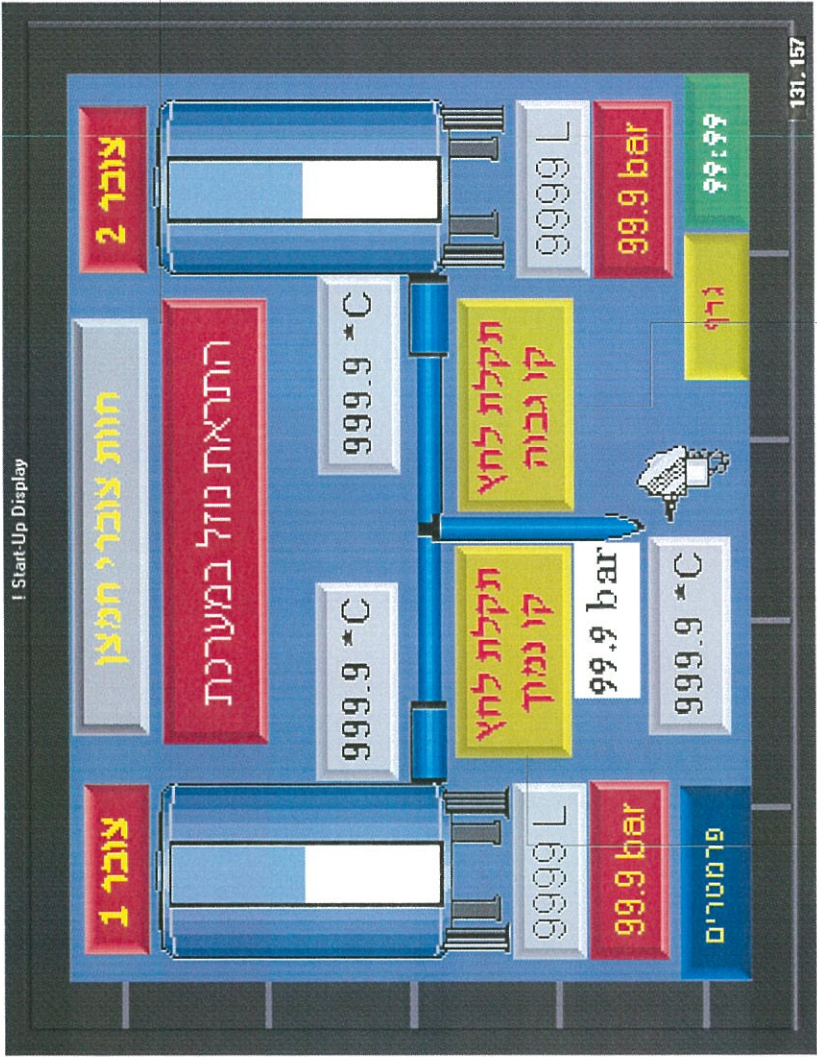 ! Start-Up Display
חוות צוברי חמצן
צובר 1
צובר 2
התראת נוזל במערכת
999.9 *C
999.9 *C
תקלת לחץ
קו נמוך
תקלת לחץ
קו גבוה
9999 L
99.9 bar
99.9 bar
9999 L
99.9 bar
999.9 *C
פרמטרים
גרף
99:99
131, 157